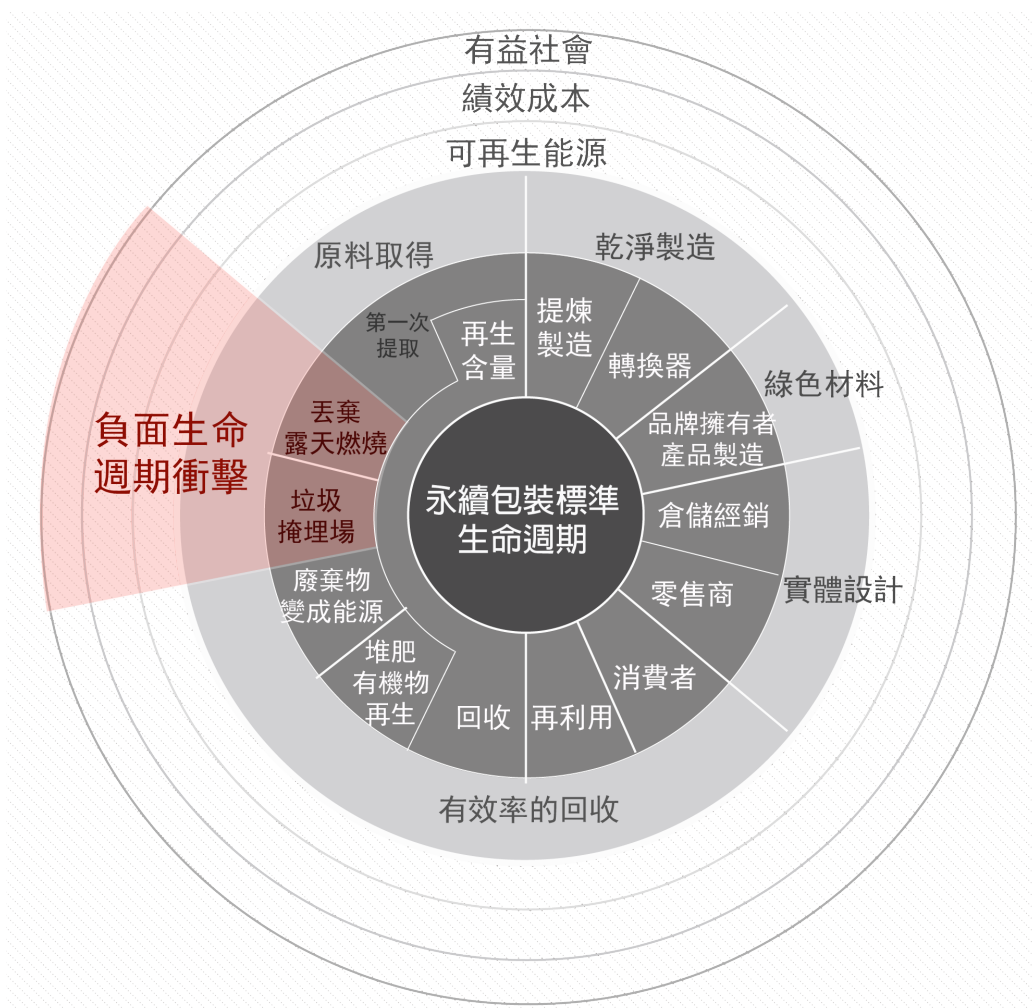 有益社會
績效成本
可再生能源
原料取得
乾淨製造
綠色材料
實體設計
有效率的回收
第一次
提取
再生
含量
提煉
製造
轉換器
品牌擁有者
產品製造
倉儲經銷
零售商
消費者
再利用
回收
堆肥
有機物
再生
廢棄物
變成能源
垃圾
掩埋場
丟棄
露天燃燒
負面生命
週期衝擊
永續包裝標準
生命週期